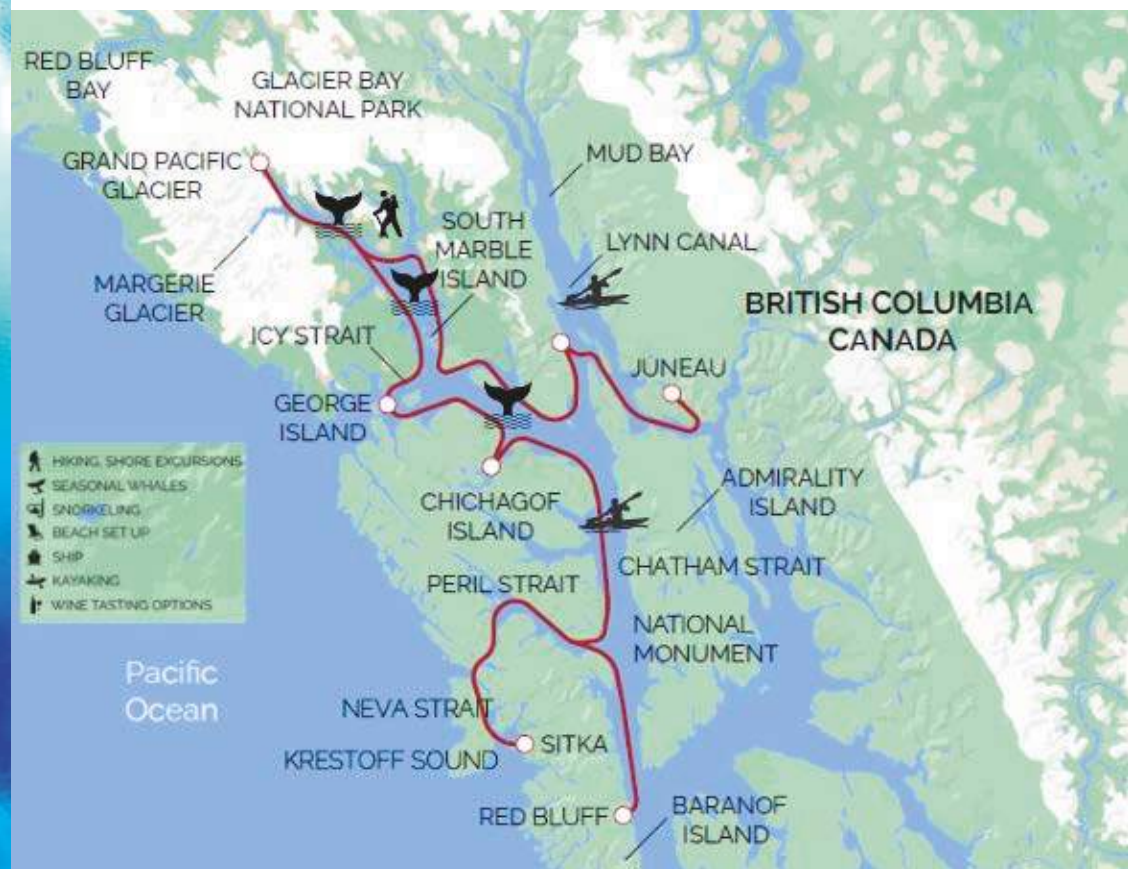 RED BLUFF
BAY
GLACIER BAY
NATIONAL PARK
GRAND PACIFIC
GLACIER
MUD BAY
SOUTH
MARBLE
ISLAND
LYNN CANAL
MARGERIE
GLACIER
BRITISH COLUMBIA
CANADA
ICY STRAIT
JUNEAU
GEORGE
ISLAND
HIKING, SHORE EXCURSIONS
SEASONAL WHALES
SNORKELING
BEACH SET UP
SHIP
KAYAKING
WINE TASTING OPTIONS
CHICHAGOF
ISLAND
ADMIRALITY
ISLAND
CHATHAM STRAIT
PERIL STRAIT
NATIONAL
MONUMENT
Pacific
Ocean
NEVA STRAIT
KRESTOFF SOUND
SITKA
RED BLUFF
BARANOF
ISLAND